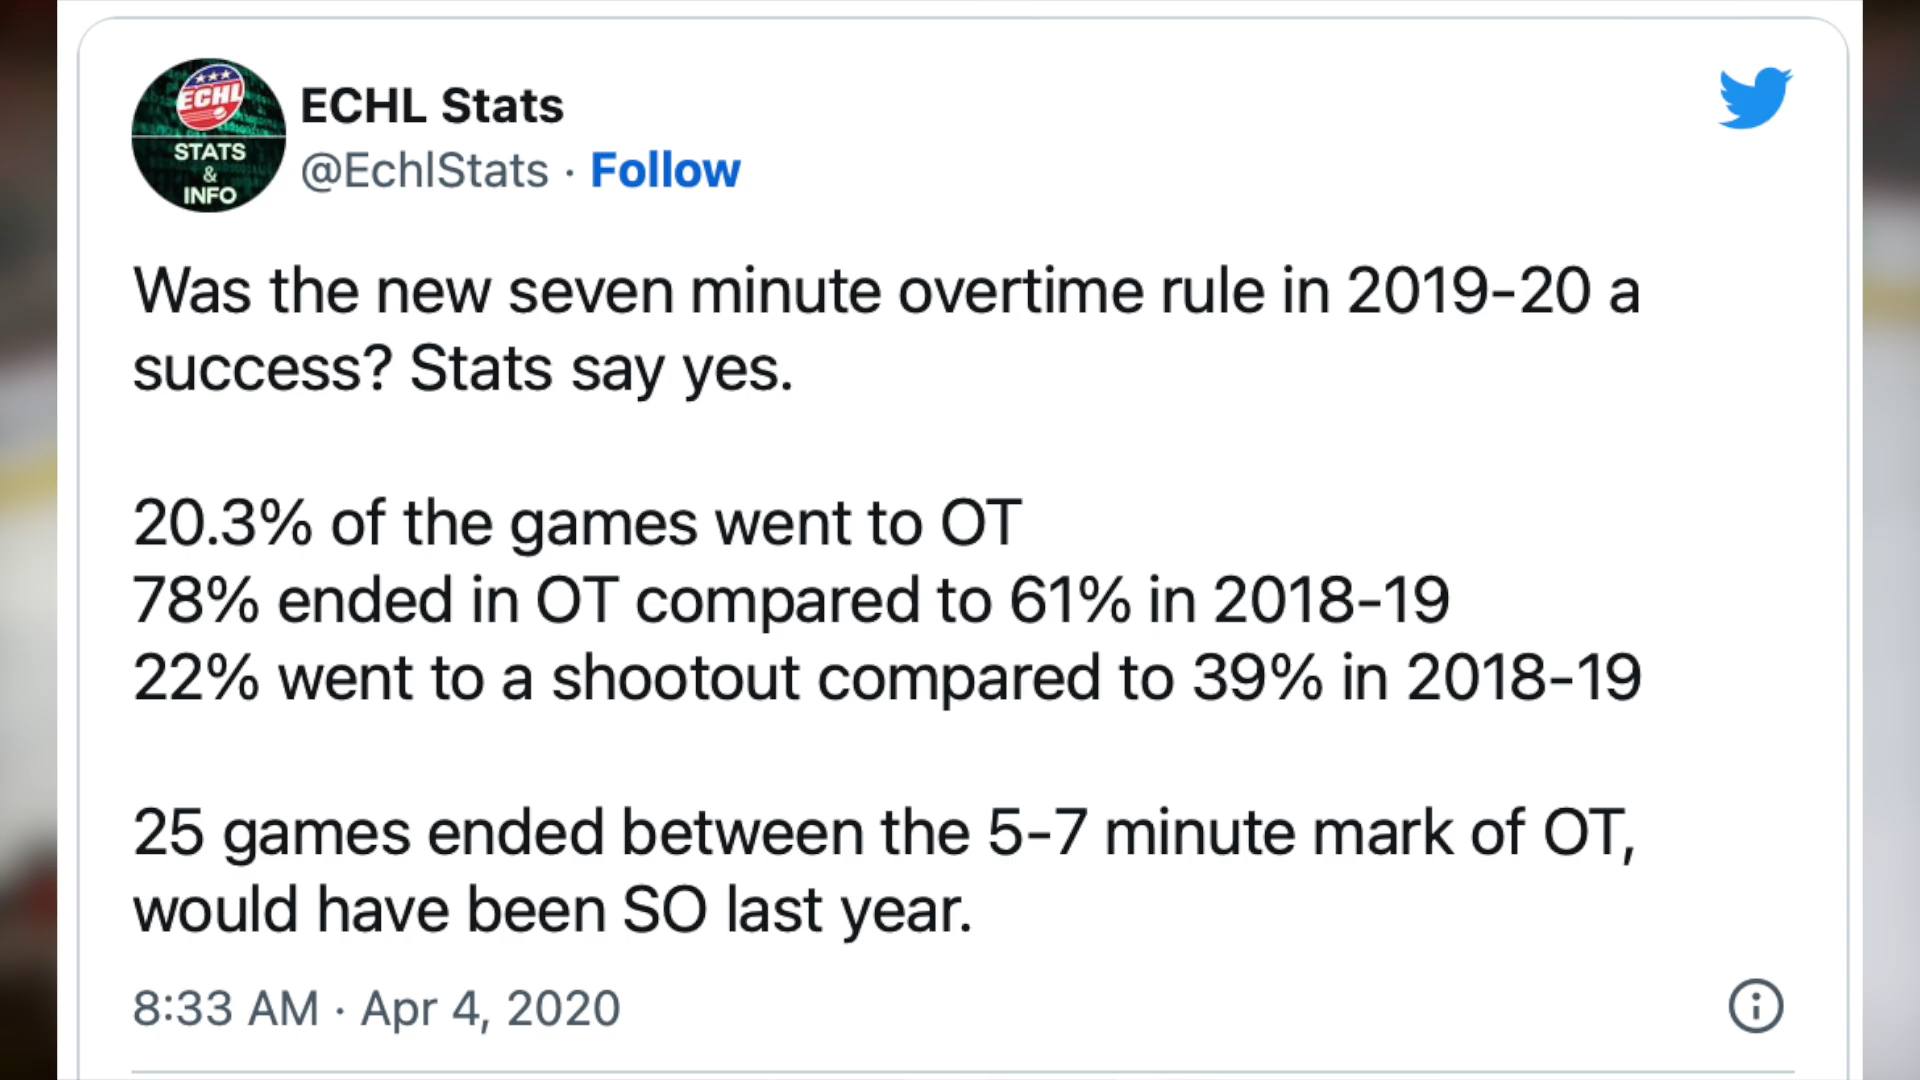 ECHL
STATS
&
INFO
ECHL Stats
@EchlStats · Follow
Was the new seven minute overtime rule in 2019-20 a
success? Stats say yes.
20.3% of the games went to OT
78% ended in OT compared to 61% in 2018-19
22% went to a shootout compared to 39% in 2018-19
25 games ended between the 5-7 minute mark of OT,
would have been SO last year.
8:33 AM · Apr 4, 2020